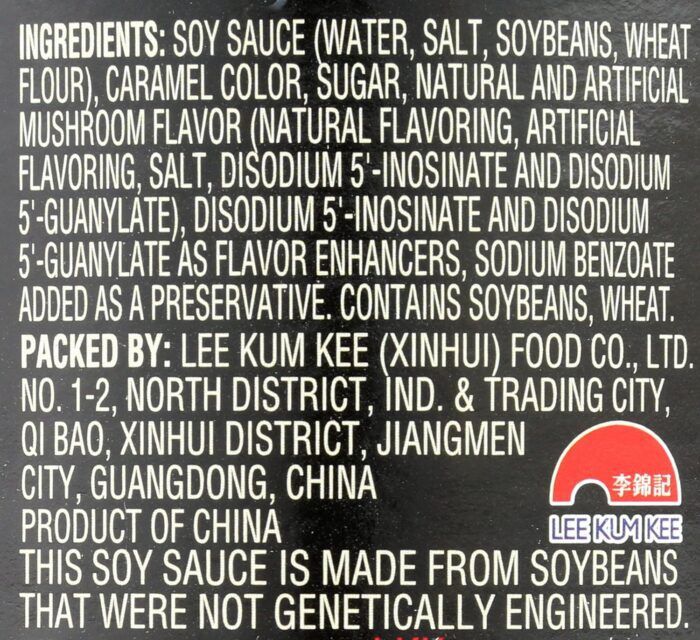 INGREDIENTS: SOY SAUCE (WATER, SALT, SOYBEANS, WHEAT
FLOUR), CARAMEL COLOR, SUGAR, NATURAL AND ARTIFICIAL
MUSHROOM FLAVOR (NATURAL FLAVORING, ARTIFICIAL
FLAVORING, SALT, DISODIUM 5'-INOSINATE AND DISODIUM
5'-GUANYLATE), DISODIUM 5'-INOSINATE AND DISODIUM
5'-GUANYLATE AS FLAVOR ENHANCERS, SODIUM BENZOATE
ADDED AS A PRESERVATIVE. CONTAINS SOYBEANS, WHEAT.
PACKED BY: LEE KUM KEE (XINHUI) FOOD CO., LTD.
NO. 1-2, NORTH DISTRICT, IND. & TRADING CITY,
QI BAO, XINHUI DISTRICT, JIANGMEN
CITY, GUANGDONG, CHINA
PRODUCT OF CHINA
李錦記
LEE KUM KEE
THIS SOY SAUCE IS MADE FROM SOYBEANS
THAT WERE NOT GENETICALLY ENGINEERED.